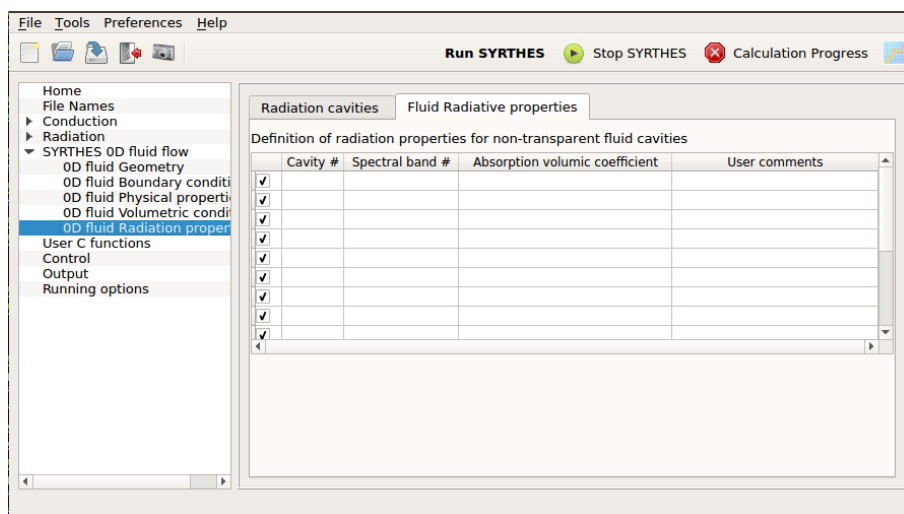 File Tools Preferences Help
Run SYRTHES Stop SYRTHES Calculation Progress
Home
File Names
Conduction
Radiation
SYRTHES 0D fluid flow
0D fluid Geometry
0D fluid Boundary conditi
0D fluid Physical properti
0D fluid Volumetric condi
0D fluid Radiation proper
User C functions
Control
Output
Running options
Radiation cavities Fluid Radiative properties
Definition of radiation properties for non-transparent fluid cavities
Cavity # Spectral band # Absorption volumic coefficient User comments